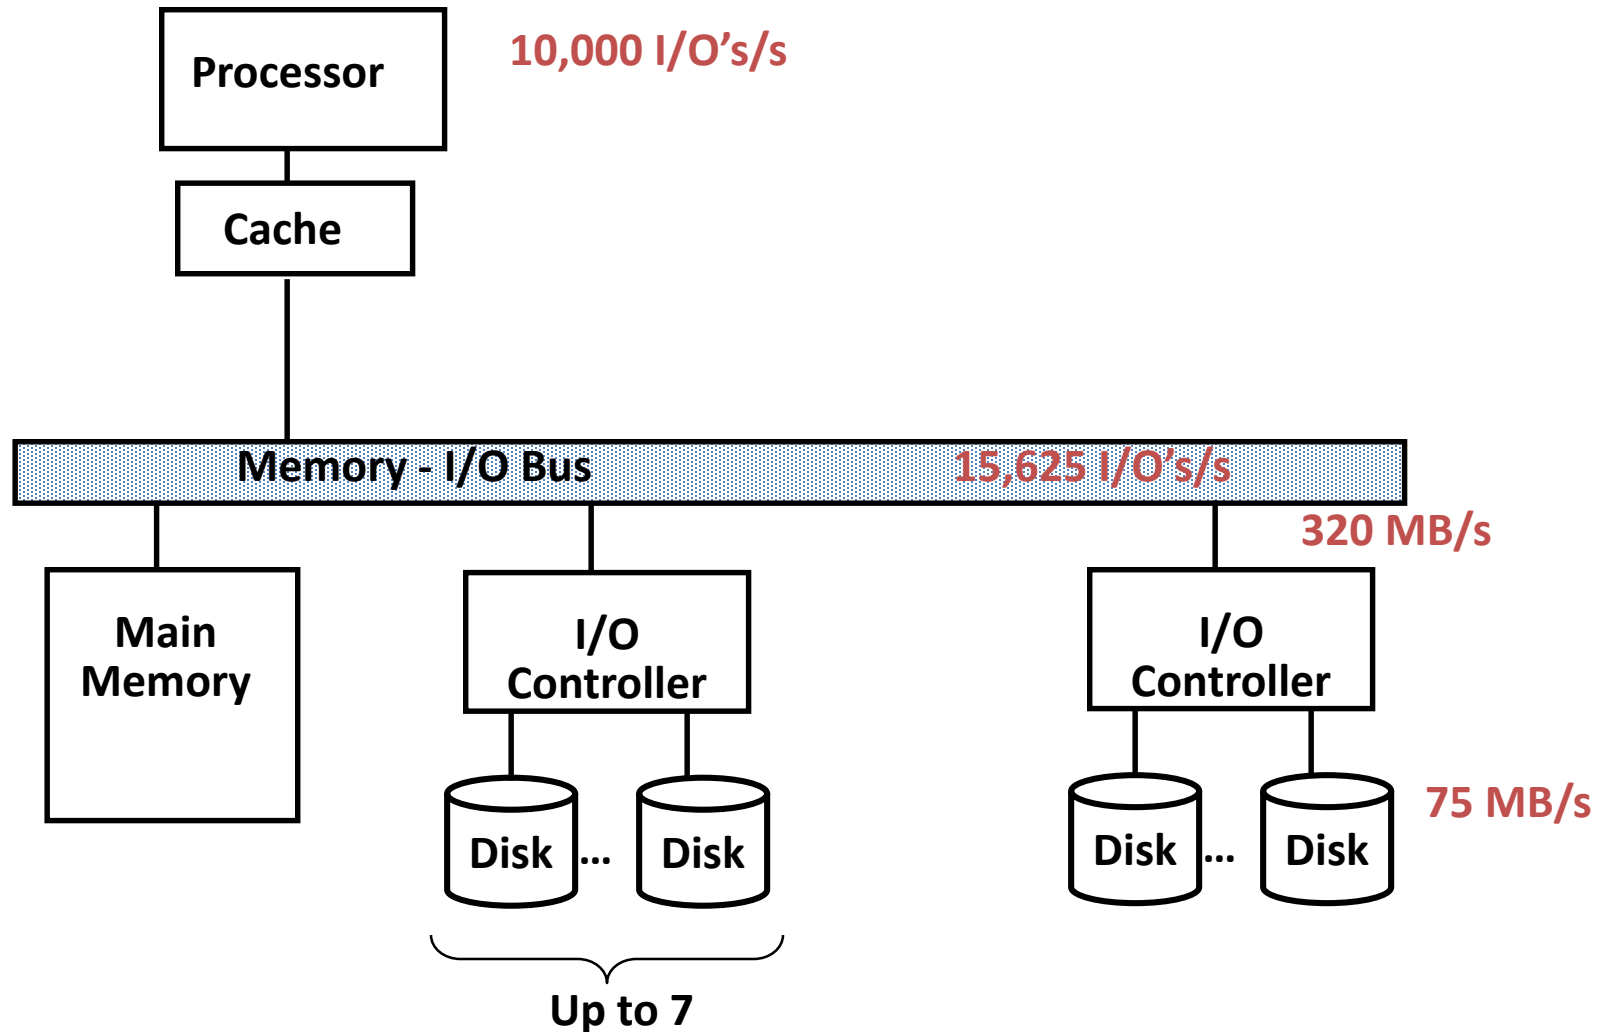 Processor
10,000 I/O’s/s
Cache
Memory - I/O Bus
15,625 I/O’s/s
320 MB/s
Main
Memory
I/O
Controller
I/O
Controller
Disk
...
Disk
Disk
...
Disk
75 MB/s
Up to 7